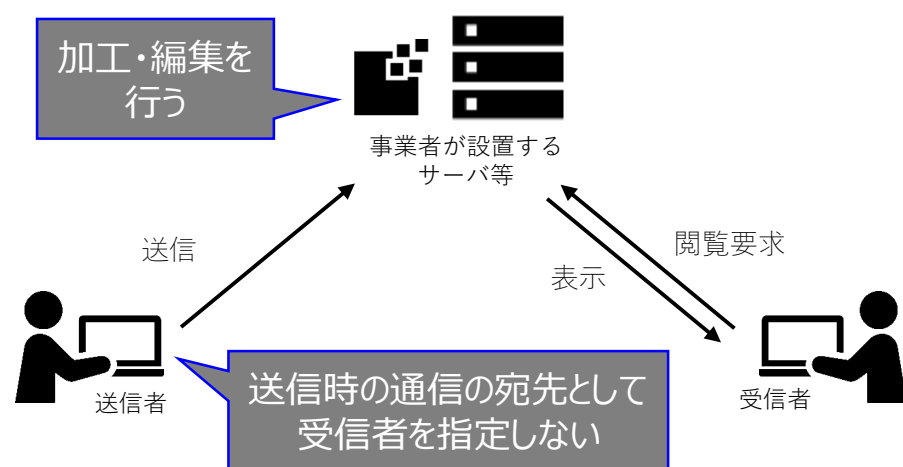 加工・編集を
行う
事業者が設置する
サーバ等
送信
閲覧要求
表示
送信者
送信時の通信の宛先として
受信者を指定しない
受信者